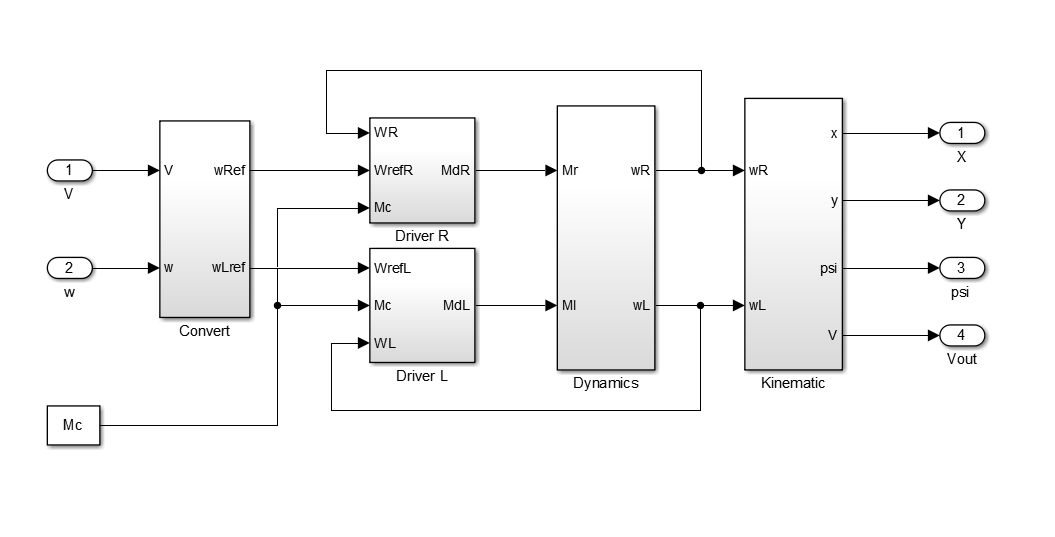 1
V
2
w
Mc
V
w
wRef
wLref
Convert
WR
WrefR
Mc
MdR
Driver R
WrefL
Mc
WL
MdL
Driver L
Mr
Ml
wR
wL
Dynamics
wR
wL
x
y
psi
V
Kinematic
1
X
2
Y
3
psi
4
Vout